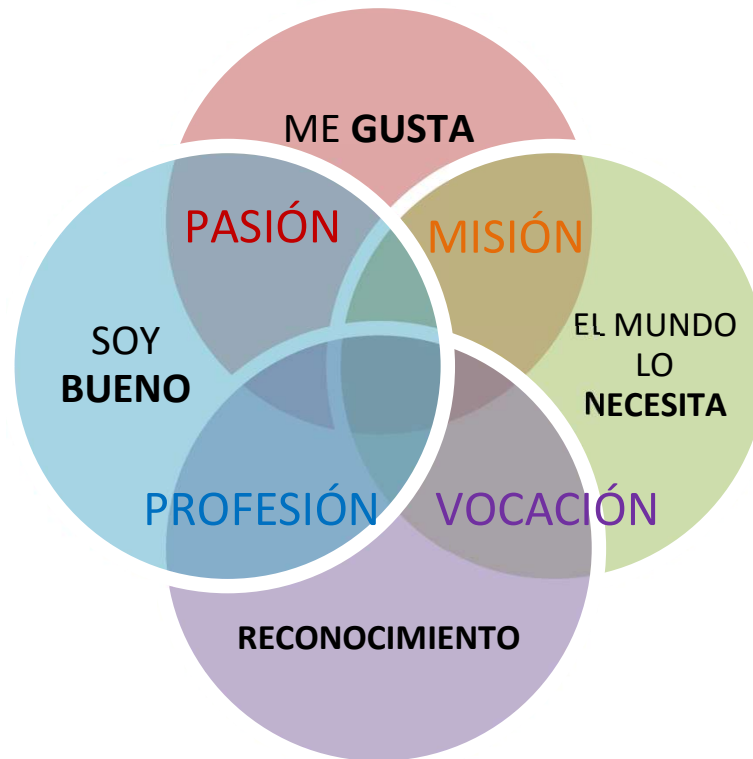 ME GUSTA
PASIÓN
MISIÓN
SOY
BUENO
EL MUNDO
LO
NECESITA
PROFESIÓN
VOCACIÓN
RECONOCIMIENTO